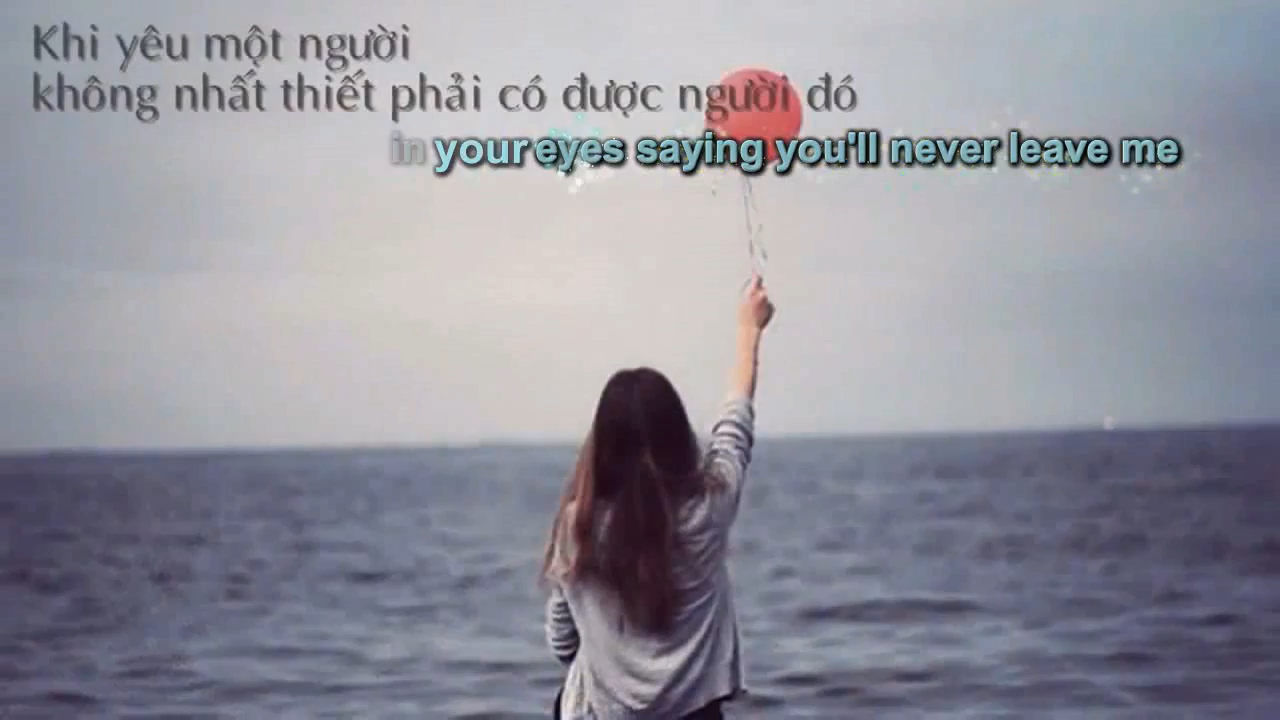 Khi yêu một người
không nhất thiết phải có được người đó
in your eyes saying you'll never leave me